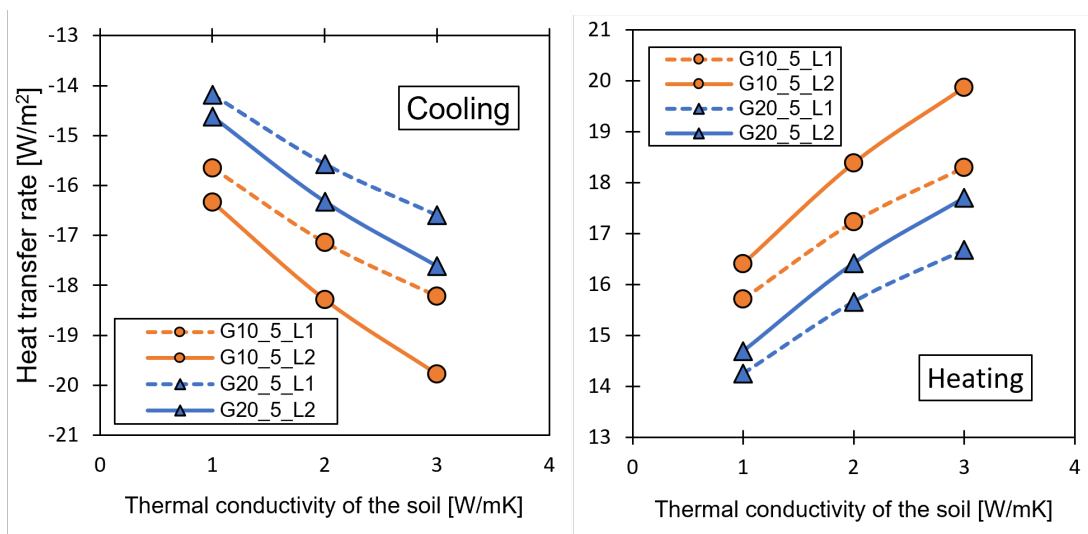 Heat transfer rate [W/m²]
-13
-14
-15
-16
-17
-18
-19
-20
-21
Cooling
G10_5_L1
G10_5_L2
G20_5_L1
G20_5_L2
0 1 2 3 4
Thermal conductivity of the soil [W/mK]
21
20
19
18
17
16
15
14
13
G10_5_L1
G10_5_L2
G20_5_L1
G20_5_L2
Heating
0 1 2 3 4
Thermal conductivity of the soil [W/mK]